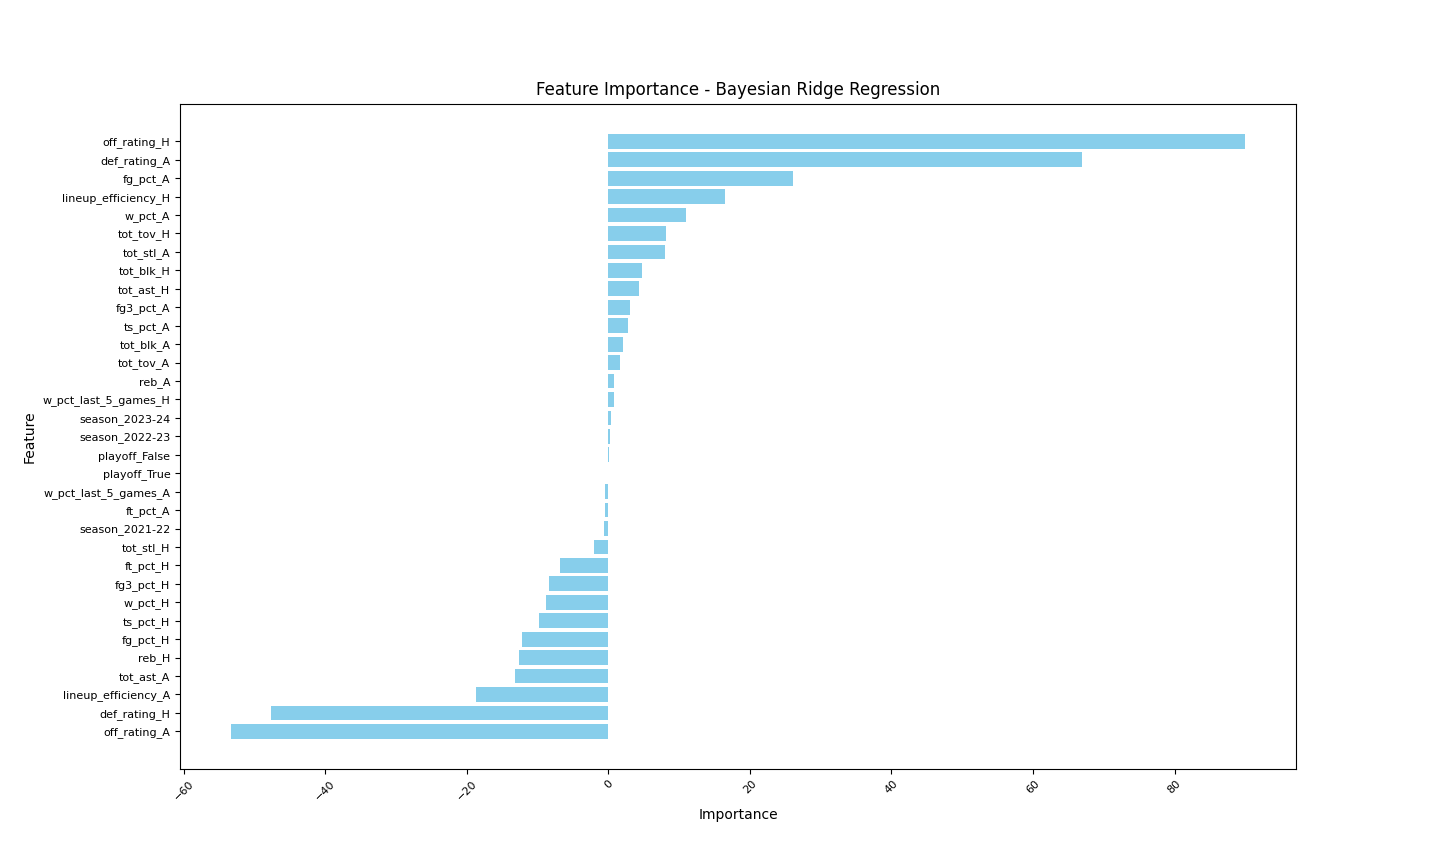 Feature Importance - Bayesian Ridge Regression
off_rating_H
def_rating_A
fg_pct_A
lineup_efficiency_H
w_pct_A
tot_tov_H
tot_stl_A
tot_blk_H
tot_ast_H
fg3_pct_A
ts_pct_A
tot_blk_A
tot_tov_A
reb_A
w_pct_last_5_games_H
season_2023-24
season_2022-23
playoff_False
playoff_True
w_pct_last_5_games_A
ft_pct_A
season_2021-22
tot_stl_H
ft_pct_H
fg3_pct_H
w_pct_H
ts_pct_H
fg_pct_H
reb_H
tot_ast_A
lineup_efficiency_A
def_rating_H
off_rating_A
Feature
−60 −40 −20 0 20 40 60 80
Importance